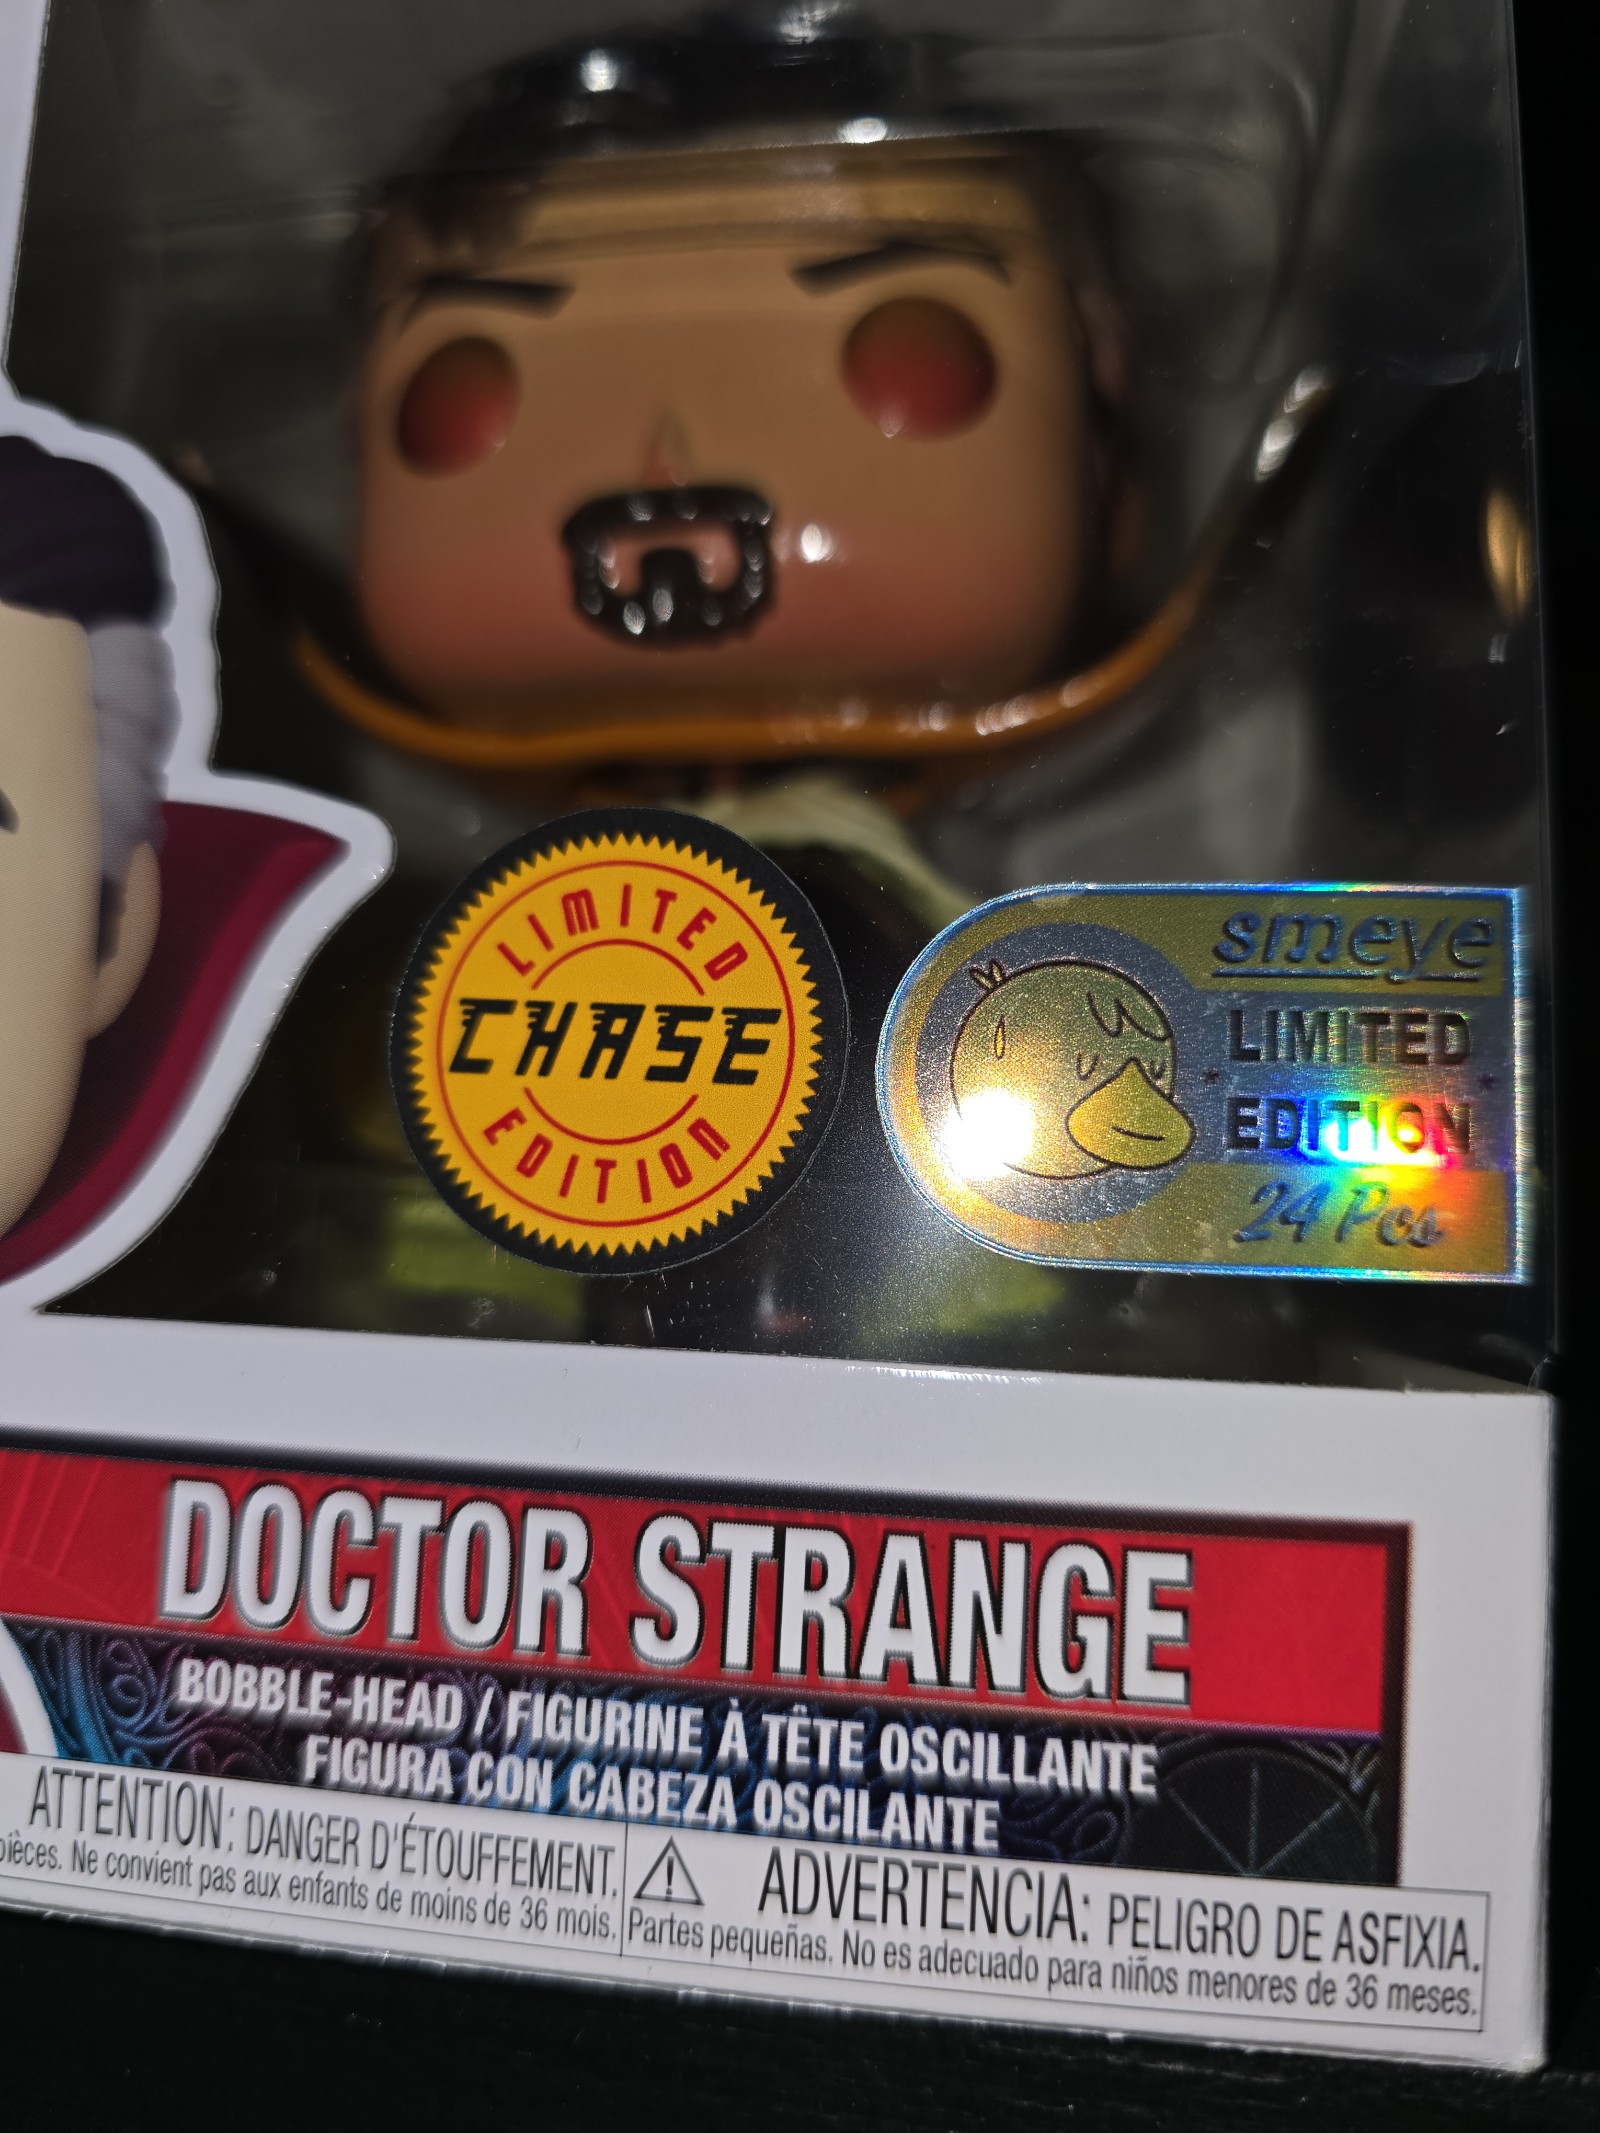 LIMITED
CHASE
EDITION
smeye
LIMITED
EDITION
24 Pcs
DOCTOR STRANGE
BOBBLE-HEAD / FIGURINE À TÊTE OSCILLANTE
FIGURA CON CABEZA OSCILANTE
ATTENTION: DANGER D'ÉTOUFFEMENT.
pièces. Ne convient pas aux enfants de moins de 36 mois.
ADVERTENCIA: PELIGRO DE ASFIXIA.
Partes pequeñas. No es adecuado para niños menores de 36 meses.